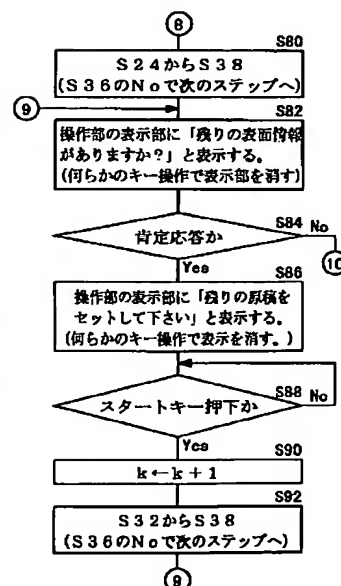 8
S80
S24からS38
(S36のNoで次のステップへ)
9
S82
操作部の表示部に「残りの表面情報
がありますか?」と表示する。
(何らかのキー操作で表示部を消す)
S84
No
肯定応答か
10
Yes
S86
操作部の表示部に「残りの原稿を
セットして下さい」と表示する。
(何らかのキー操作で表示を消す。)
S88
No
スタートキー押下か
Yes
S90
k←k+1
S92
S32からS38
(S36のNoで次のステップへ)
9